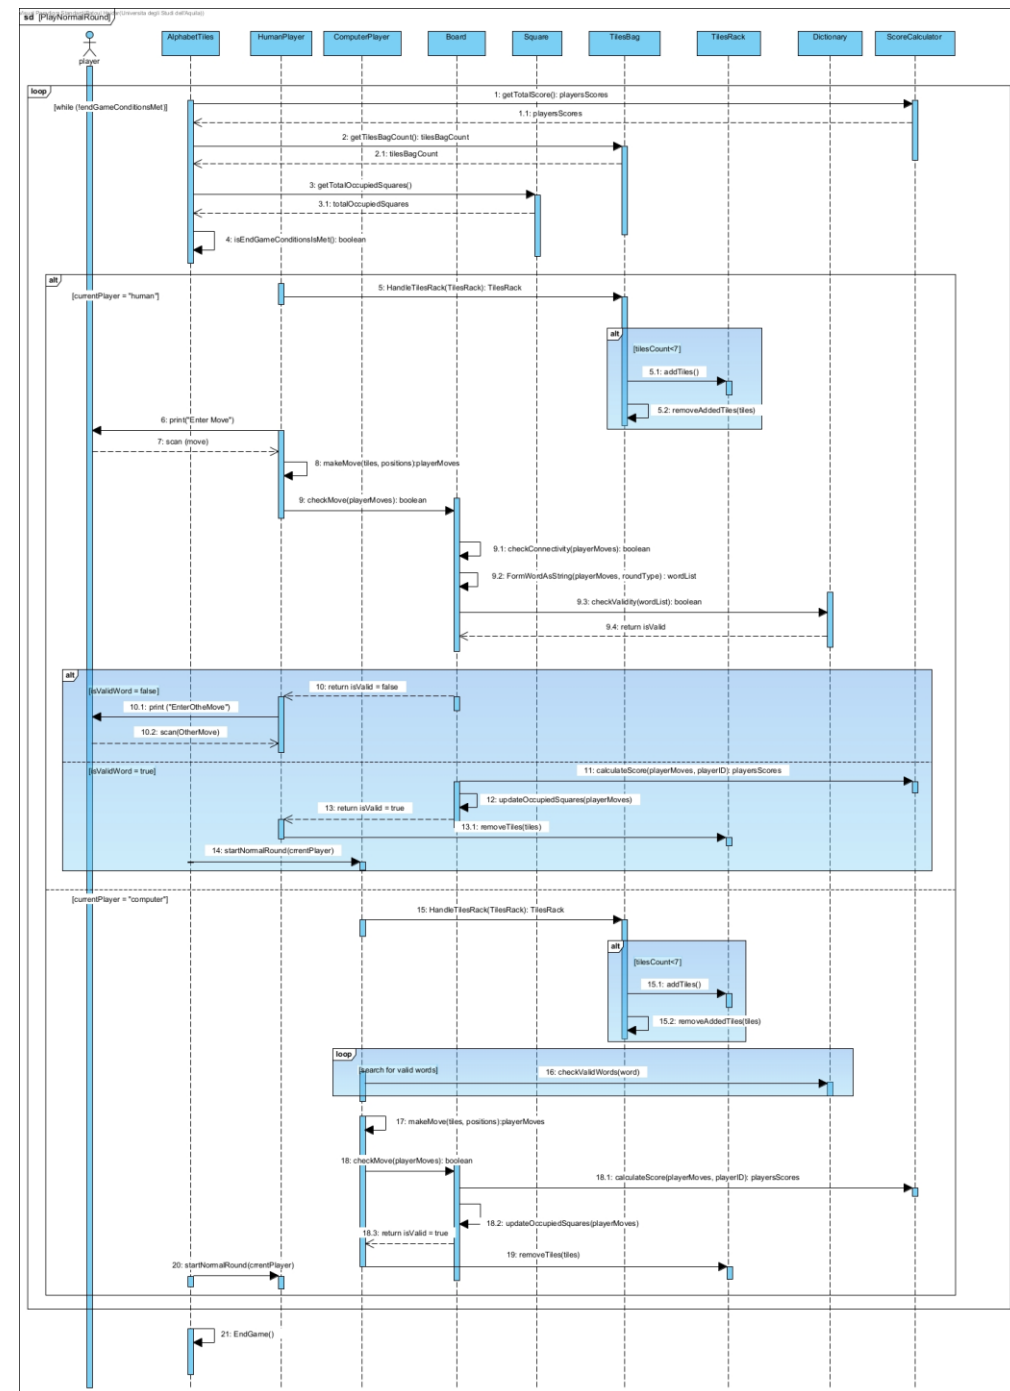 sd [PlayNormalRound]
player
AlphabetTiles
HumanPlayer
ComputerPlayer
Board
Square
TilesBag
TilesRack
Dictionary
ScoreCalculator
loop
[while (!endGameConditionsMet)]
1: getTotalScore(): playersScores
1.1: playersScores
2: getTilesBagCount(): tilesBagCount
2.1: tilesBagCount
3: getTotalOccupiedSquares()
3.1: totalOccupiedSquares
4: isEndGameConditionsIsMet(): boolean
alt
[currentPlayer = "human"]
5: HandleTilesRack(TilesRack): TilesRack
alt
[tilesCount<7]
5.1: addTiles()
5.2: removeAddedTiles(tiles)
6: print("Enter Move")
7: scan (move)
8: makeMove(tiles, positions):playerMoves
9: checkMove(playerMoves): boolean
9.1: checkConnectivity(playerMoves): boolean
9.2: FormWordAsString(playerMoves, roundType) : wordList
9.3: checkValidity(wordList): boolean
9.4: return isValid
alt
[isValidWord = false]
10: return isValid = false
10.1: print ("EnterOtheMove")
10.2: scan(OtherMove)
[isValidWord = true]
11: calculateScore(playerMoves, playerID): playersScores
12: updateOccupiedSquares(playerMoves)
13: return isValid = true
13.1: removeTiles(tiles)
14: startNormalRound(crrentPlayer)
[currentPlayer = "computer"]
15: HandleTilesRack(TilesRack): TilesRack
alt
[tilesCount<7]
15.1: addTiles()
15.2: removeAddedTiles(tiles)
loop
[search for valid words]
16: checkValidWords(word)
17: makeMove(tiles, positions):playerMoves
18: checkMove(playerMoves): boolean
18.1: calculateScore(playerMoves, playerID): playersScores
18.2: updateOccupiedSquares(playerMoves)
18.3: return isValid = true
19: removeTiles(tiles)
20: startNormalRound(crrentPlayer)
21: EndGame()